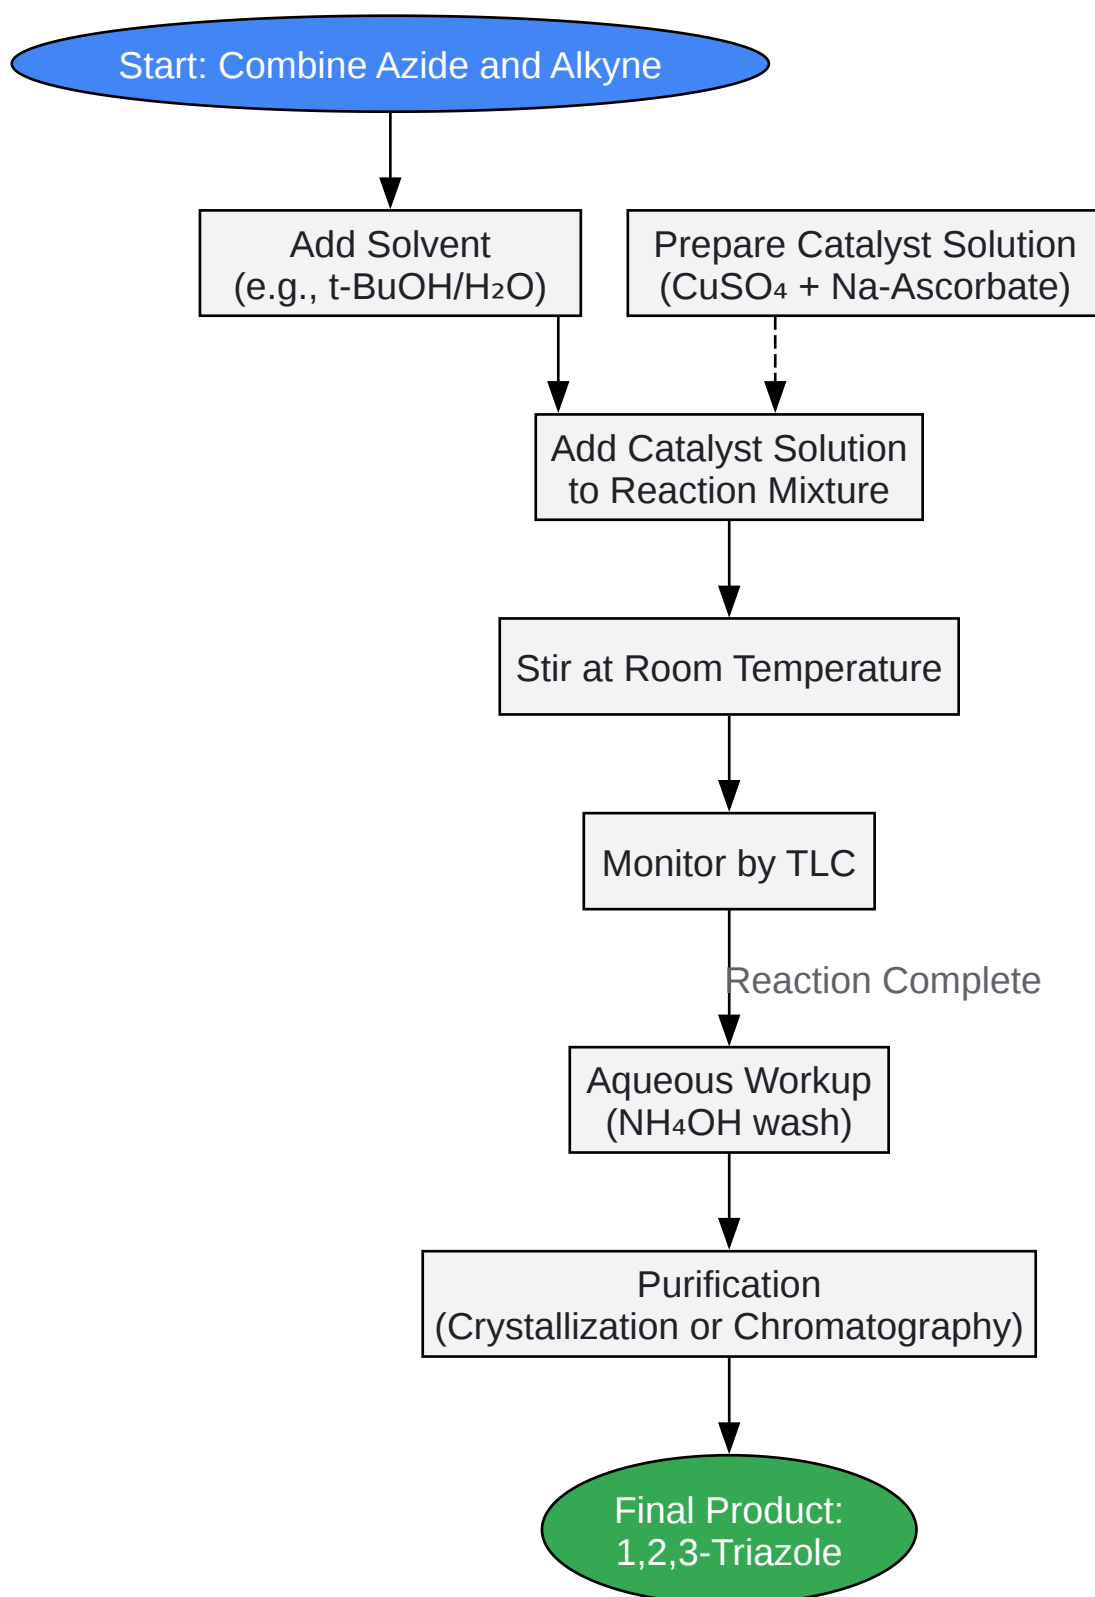 Start: Combine Azide and Alkyne
Add Solvent
(e.g., t-BuOH/H₂O)
Prepare Catalyst Solution
(CuSO₄ + Na-Ascorbate)
Add Catalyst Solution
to Reaction Mixture
Stir at Room Temperature
Monitor by TLC
Reaction Complete
Aqueous Workup
(NH₄OH wash)
Purification
(Crystallization or Chromatography)
Final Product:
1,2,3-Triazole